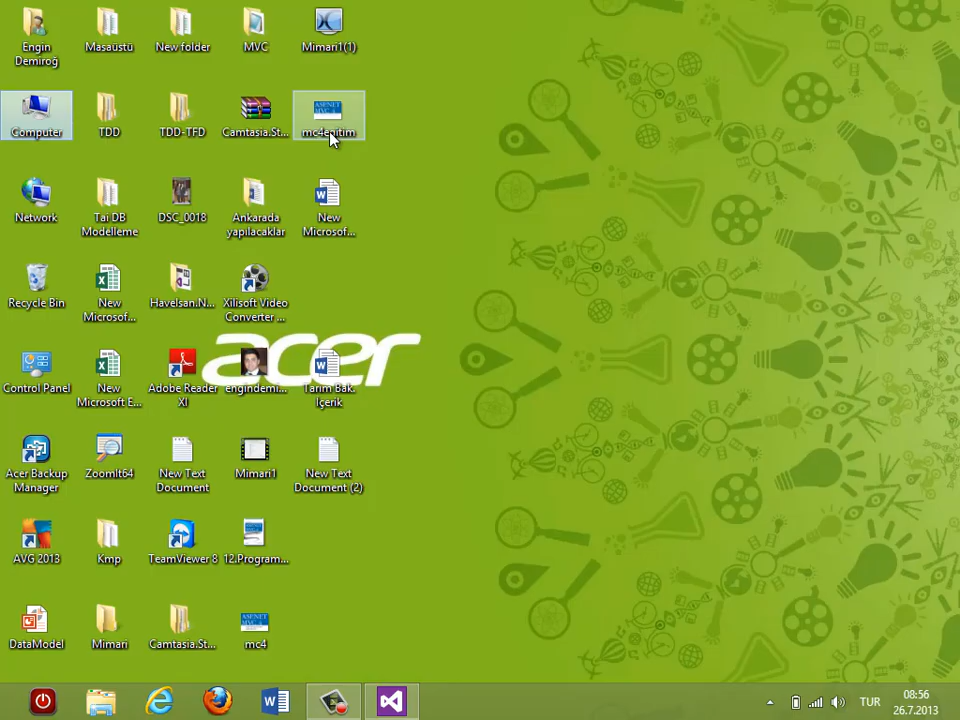 Engin
Demiroğ
Masaüstü
New folder
MVC
Mimari1(1)
Computer
TDD
TDD-TFD
Camtasia.St...
mc4egitim
Network
Tai DB
Modelleme
DSC_0018
Ankarada
yapılacaklar
New
Microsof...
Recycle Bin
New
Microsof...
Havelsan.N...
Xilisoft Video
Converter ...
acer
Control Panel
New
Microsoft E...
Adobe Reader
XI
engindemi...
Tarım Bak.
İçerik
Acer Backup
Manager
ZoomIt64
New Text
Document
Mimari1
New Text
Document (2)
AVG 2013
Kmp
TeamViewer 8
12.Program...
DataModel
Mimari
Camtasia.St...
mc4
TUR
08:56
26.7.2013